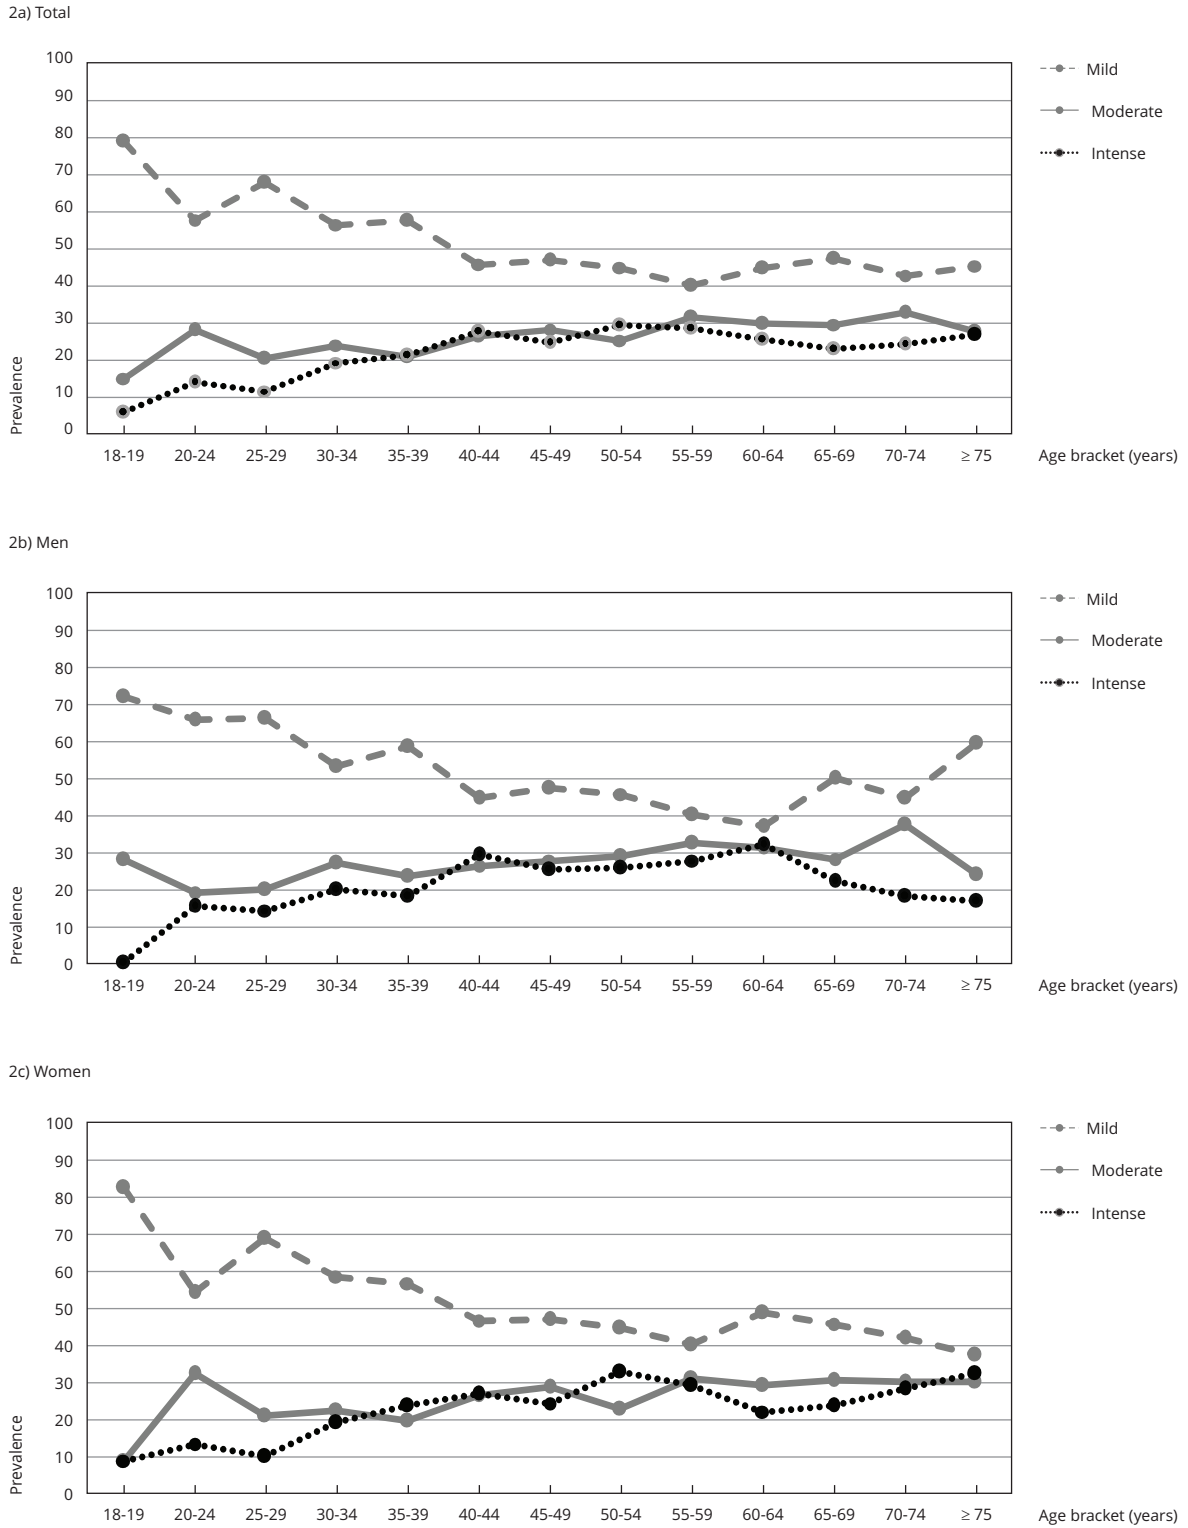 2a) Total
100
90
80
70
60
50
40
30
20
10
0
Prevalence
18-19 20-24 25-29 30-34 35-39 40-44 45-49 50-54 55-59 60-64 65-69 70-74 ≥ 75
Age bracket (years)
Mild
Moderate
Intense
2b) Men
100
90
80
70
60
50
40
30
20
10
0
Prevalence
18-19 20-24 25-29 30-34 35-39 40-44 45-49 50-54 55-59 60-64 65-69 70-74 ≥ 75
Age bracket (years)
Mild
Moderate
Intense
2c) Women
100
90
80
70
60
50
40
30
20
10
0
Prevalence
18-19 20-24 25-29 30-34 35-39 40-44 45-49 50-54 55-59 60-64 65-69 70-74 ≥ 75
Age bracket (years)
Mild
Moderate
Intense